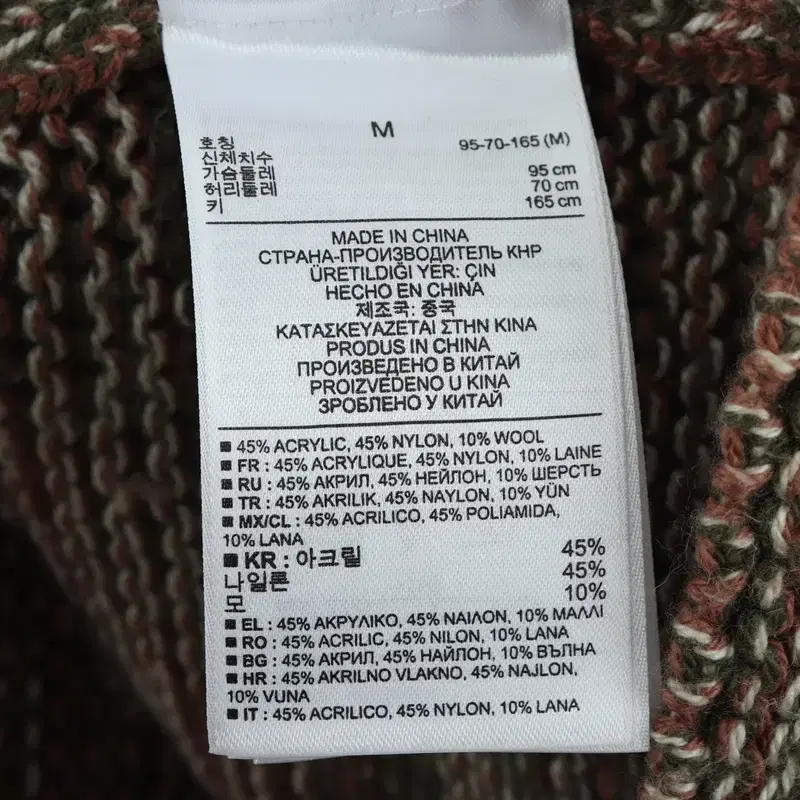 M
호칭 95-70-165 (M)
신체치수
가슴둘레 95 cm
허리둘레 70 cm
키 165 cm
MADE IN CHINA
СТРАНА-ПРОИЗВОДИТЕЛЬ КНР
ÜRETILDIĞI YER: ÇIN
HECHO EN CHINA
제조국: 중국
ΚΑΤΑΣΚΕΥΑΖΕΤΑΙ ΣΤΗΝ ΚΙΝΑ
PRODUS IN CHINA
ПРОИЗВЕДЕНО В КИТАЙ
PROIZVEDENO U KINA
ЗРОБЛЕНО У КИТАЙ
■ 45% ACRYLIC, 45% NYLON, 10% WOOL
■ FR : 45% ACRYLIQUE, 45% NYLON, 10% LAINE
■ RU : 45% АКРИЛ, 45% НЕЙЛОН, 10% ШЕРСТЬ
■ TR : 45% AKRILIK, 45% NAYLON, 10% YÜN
■ MX/CL : 45% ACRILICO, 45% POLIAMIDA,
10% LANA
■ KR : 아크릴 45%
나일론 45%
모 10%
■ EL : 45% ΑΚΡΥΛΙΚΟ, 45% ΝΑΙΛΟΝ, 10% ΜΑΛΛΙ
■ RO : 45% ACRILIC, 45% NILON, 10% LANA
■ BG : 45% АКРИЛ, 45% НАЙЛОН, 10% ВЪЛНА
■ HR : 45% AKRILNO VLAKNO, 45% NAJLON,
10% VUNA
■ IT : 45% ACRILICO, 45% NYLON, 10% LANA